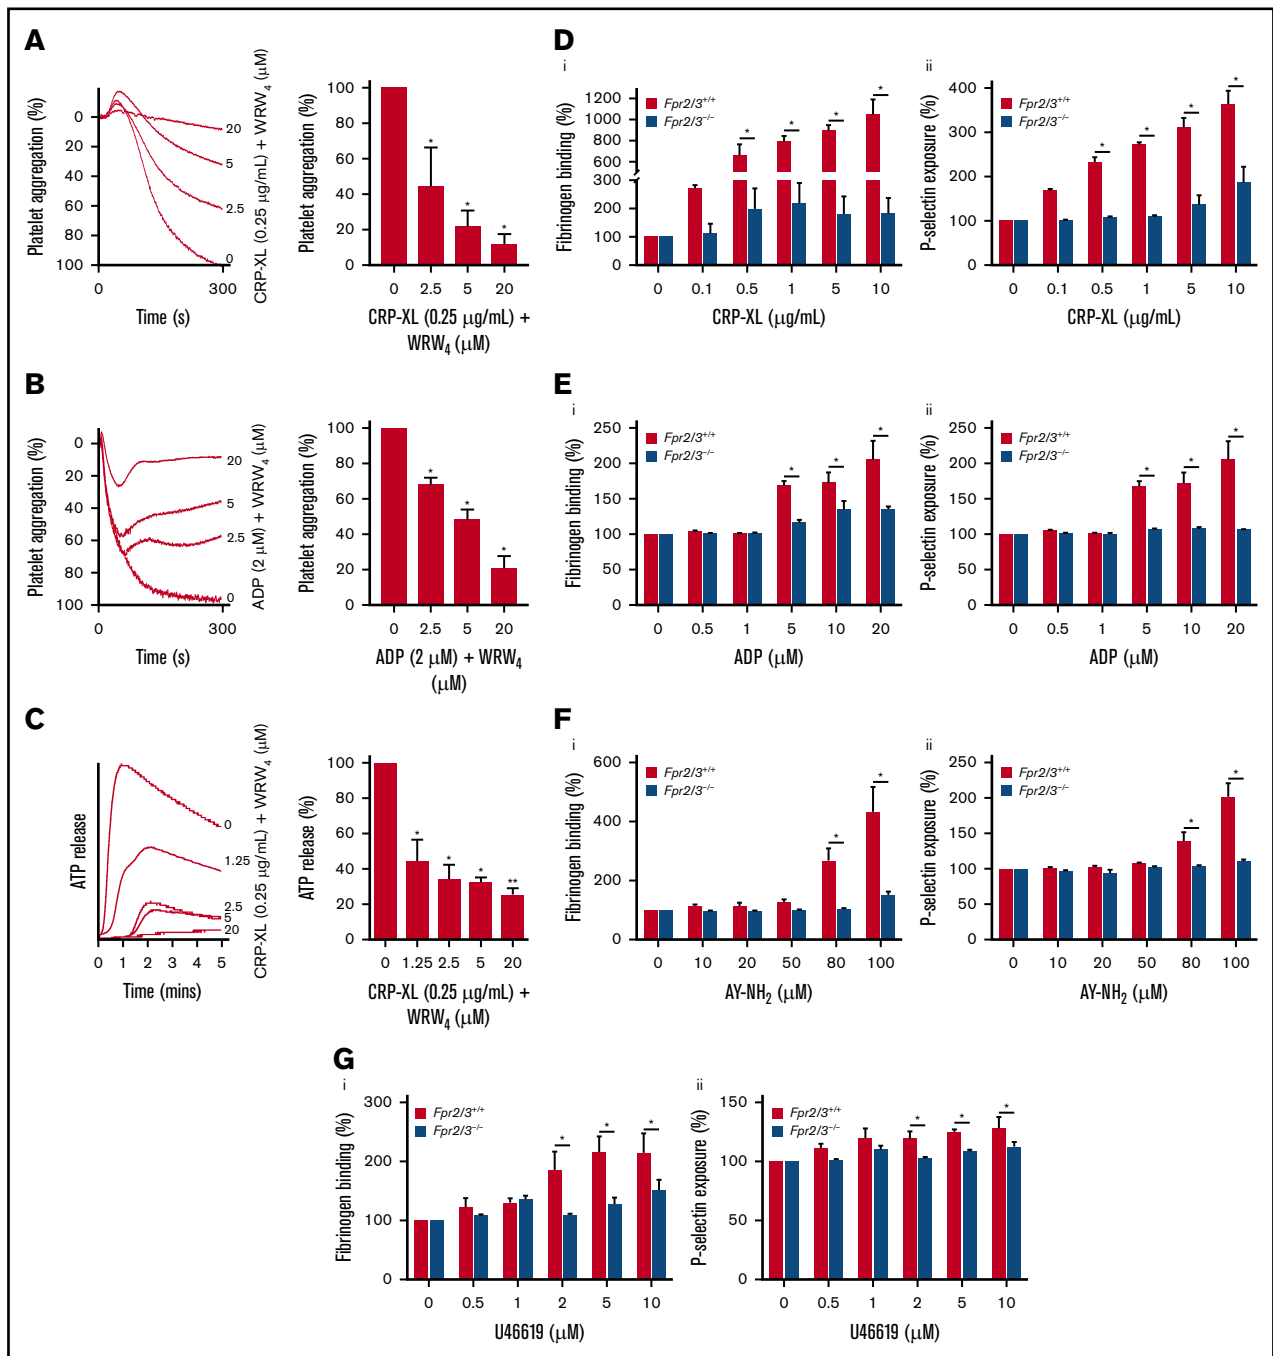 A
Platelet aggregation (%)
0
20
40
60
80
100
0
300
Time (s)
20
5
2.5
0
CRP-XL (0.25 μg/mL) + WRW₄ (μM)
Platelet aggregation (%)
100
80
60
40
20
0
* * *
0 2.5 5 20
CRP-XL (0.25 μg/mL) +
WRW₄ (μM)
D
i
Fibrinogen binding (%)
1200
1000
800
600
300
200
100
0
Fpr2/3+/+
Fpr2/3−/−
* * * *
0 0.1 0.5 1 5 10
CRP-XL (μg/mL)
ii
P-selectin exposure (%)
400
300
200
100
0
Fpr2/3+/+
Fpr2/3−/−
* * * *
0 0.1 0.5 1 5 10
CRP-XL (μg/mL)
B
Platelet aggregation (%)
0
20
40
60
80
100
0 300
Time (s)
20
5
2.5
0
ADP (2 μM) + WRW₄ (μM)
Platelet aggregation (%)
100
80
60
40
20
0
* * *
0 2.5 5 20
ADP (2 μM) + WRW₄
(μM)
E
i
Fibrinogen binding (%)
250
200
150
100
50
0
Fpr2/3+/+
Fpr2/3−/−
* * *
0 0.5 1 5 10 20
ADP (μM)
ii
P-selectin exposure (%)
250
200
150
100
50
0
Fpr2/3+/+
Fpr2/3−/−
* * *
0 0.5 1 5 10 20
ADP (μM)
C
ATP release
0 1 2 3 4 5
Time (mins)
0
1.25
2.5
5
20
CRP-XL (0.25 μg/mL) + WRW₄ (μM)
ATP release (%)
100
80
60
40
20
0
* * * **
0 1.25 2.5 5 20
CRP-XL (0.25 μg/mL) +
WRW₄ (μM)
F
i
Fibrinogen binding (%)
600
400
200
0
Fpr2/3+/+
Fpr2/3−/−
* *
0 10 20 50 80 100
AY-NH₂ (μM)
ii
P-selectin exposure (%)
250
200
150
100
50
0
Fpr2/3+/+
Fpr2/3−/−
* *
0 10 20 50 80 100
AY-NH₂ (μM)
G
i
Fibrinogen binding (%)
300
200
100
0
Fpr2/3+/+
Fpr2/3−/−
* * *
0 0.5 1 2 5 10
U46619 (μM)
ii
P-selectin exposure (%)
150
100
50
0
Fpr2/3+/+
Fpr2/3−/−
* * *
0 0.5 1 2 5 10
U46619 (μM)